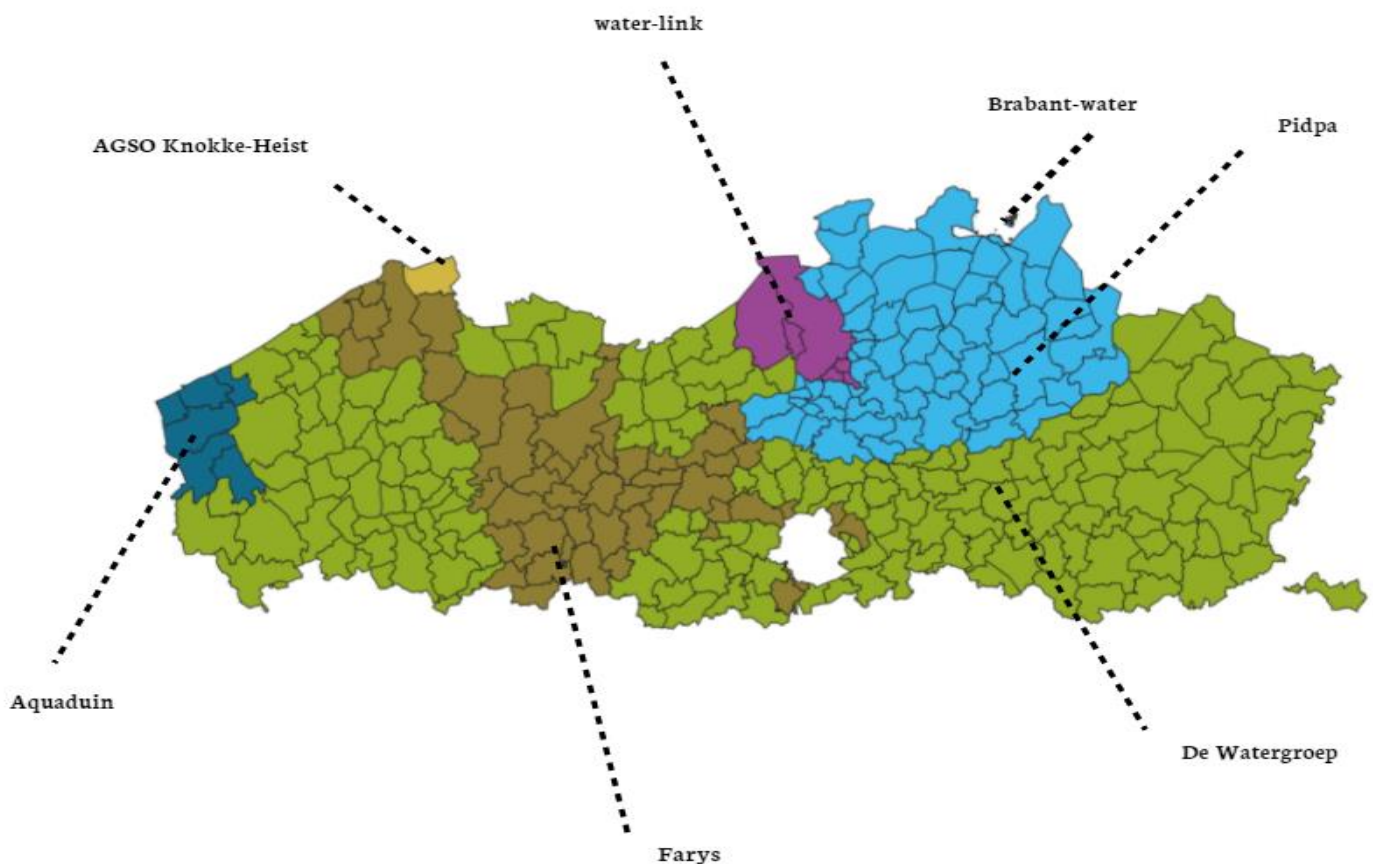 water-link
Brabant-water
Pidpa
AGSO Knokke-Heist
Aquaduin
De Watergroep
Farys